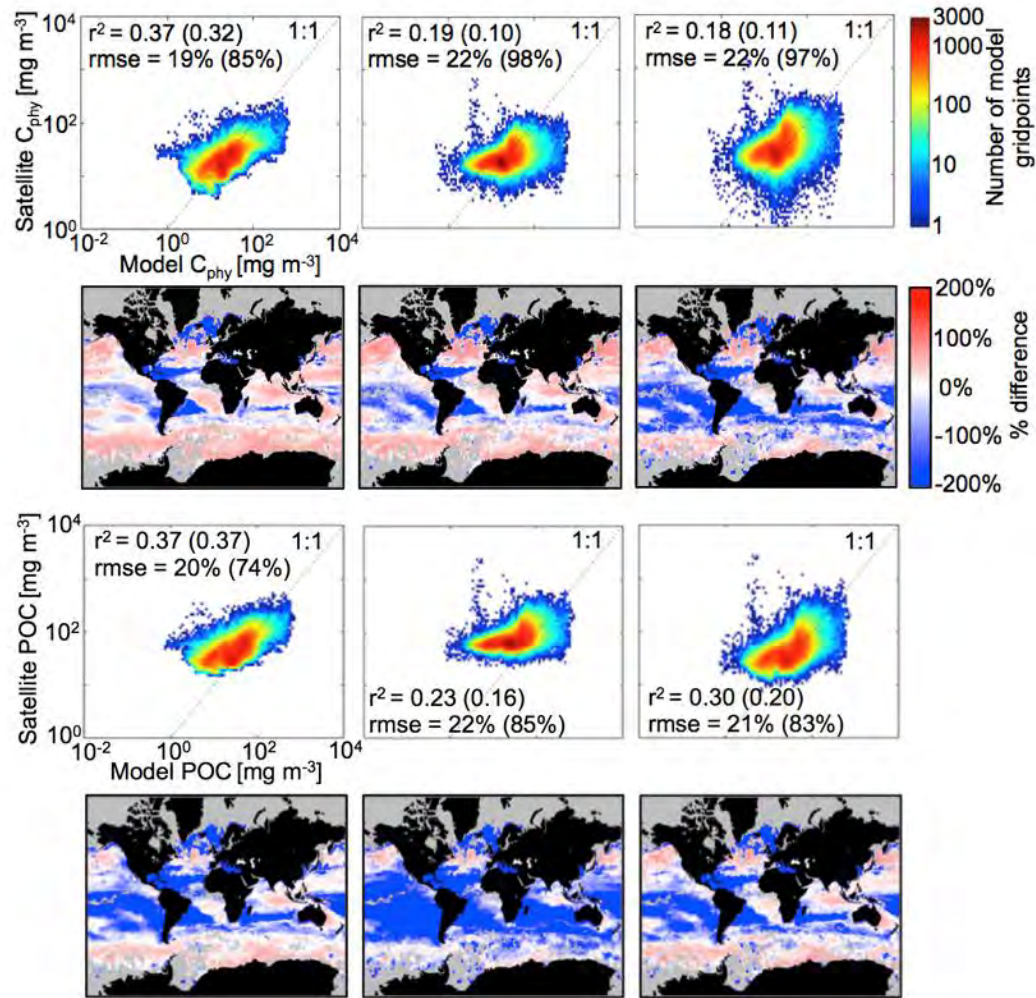 10⁴
10²
10⁰
Satellite C_phy [mg m⁻³]
r² = 0.37 (0.32)
rmse = 19% (85%)
1:1
10⁻² 10⁰ 10² 10⁴
Model C_phy [mg m⁻³]
r² = 0.19 (0.10)
rmse = 22% (98%)
1:1
r² = 0.18 (0.11)
rmse = 22% (97%)
1:1
3000
1000
100
10
1
Number of model
gridpoints
200%
100%
0%
-100%
-200%
% difference
10⁴
10²
10⁰
Satellite POC [mg m⁻³]
r² = 0.37 (0.37)
rmse = 20% (74%)
1:1
10⁻² 10⁰ 10² 10⁴
Model POC [mg m⁻³]
r² = 0.23 (0.16)
rmse = 22% (85%)
1:1
r² = 0.30 (0.20)
rmse = 21% (83%)